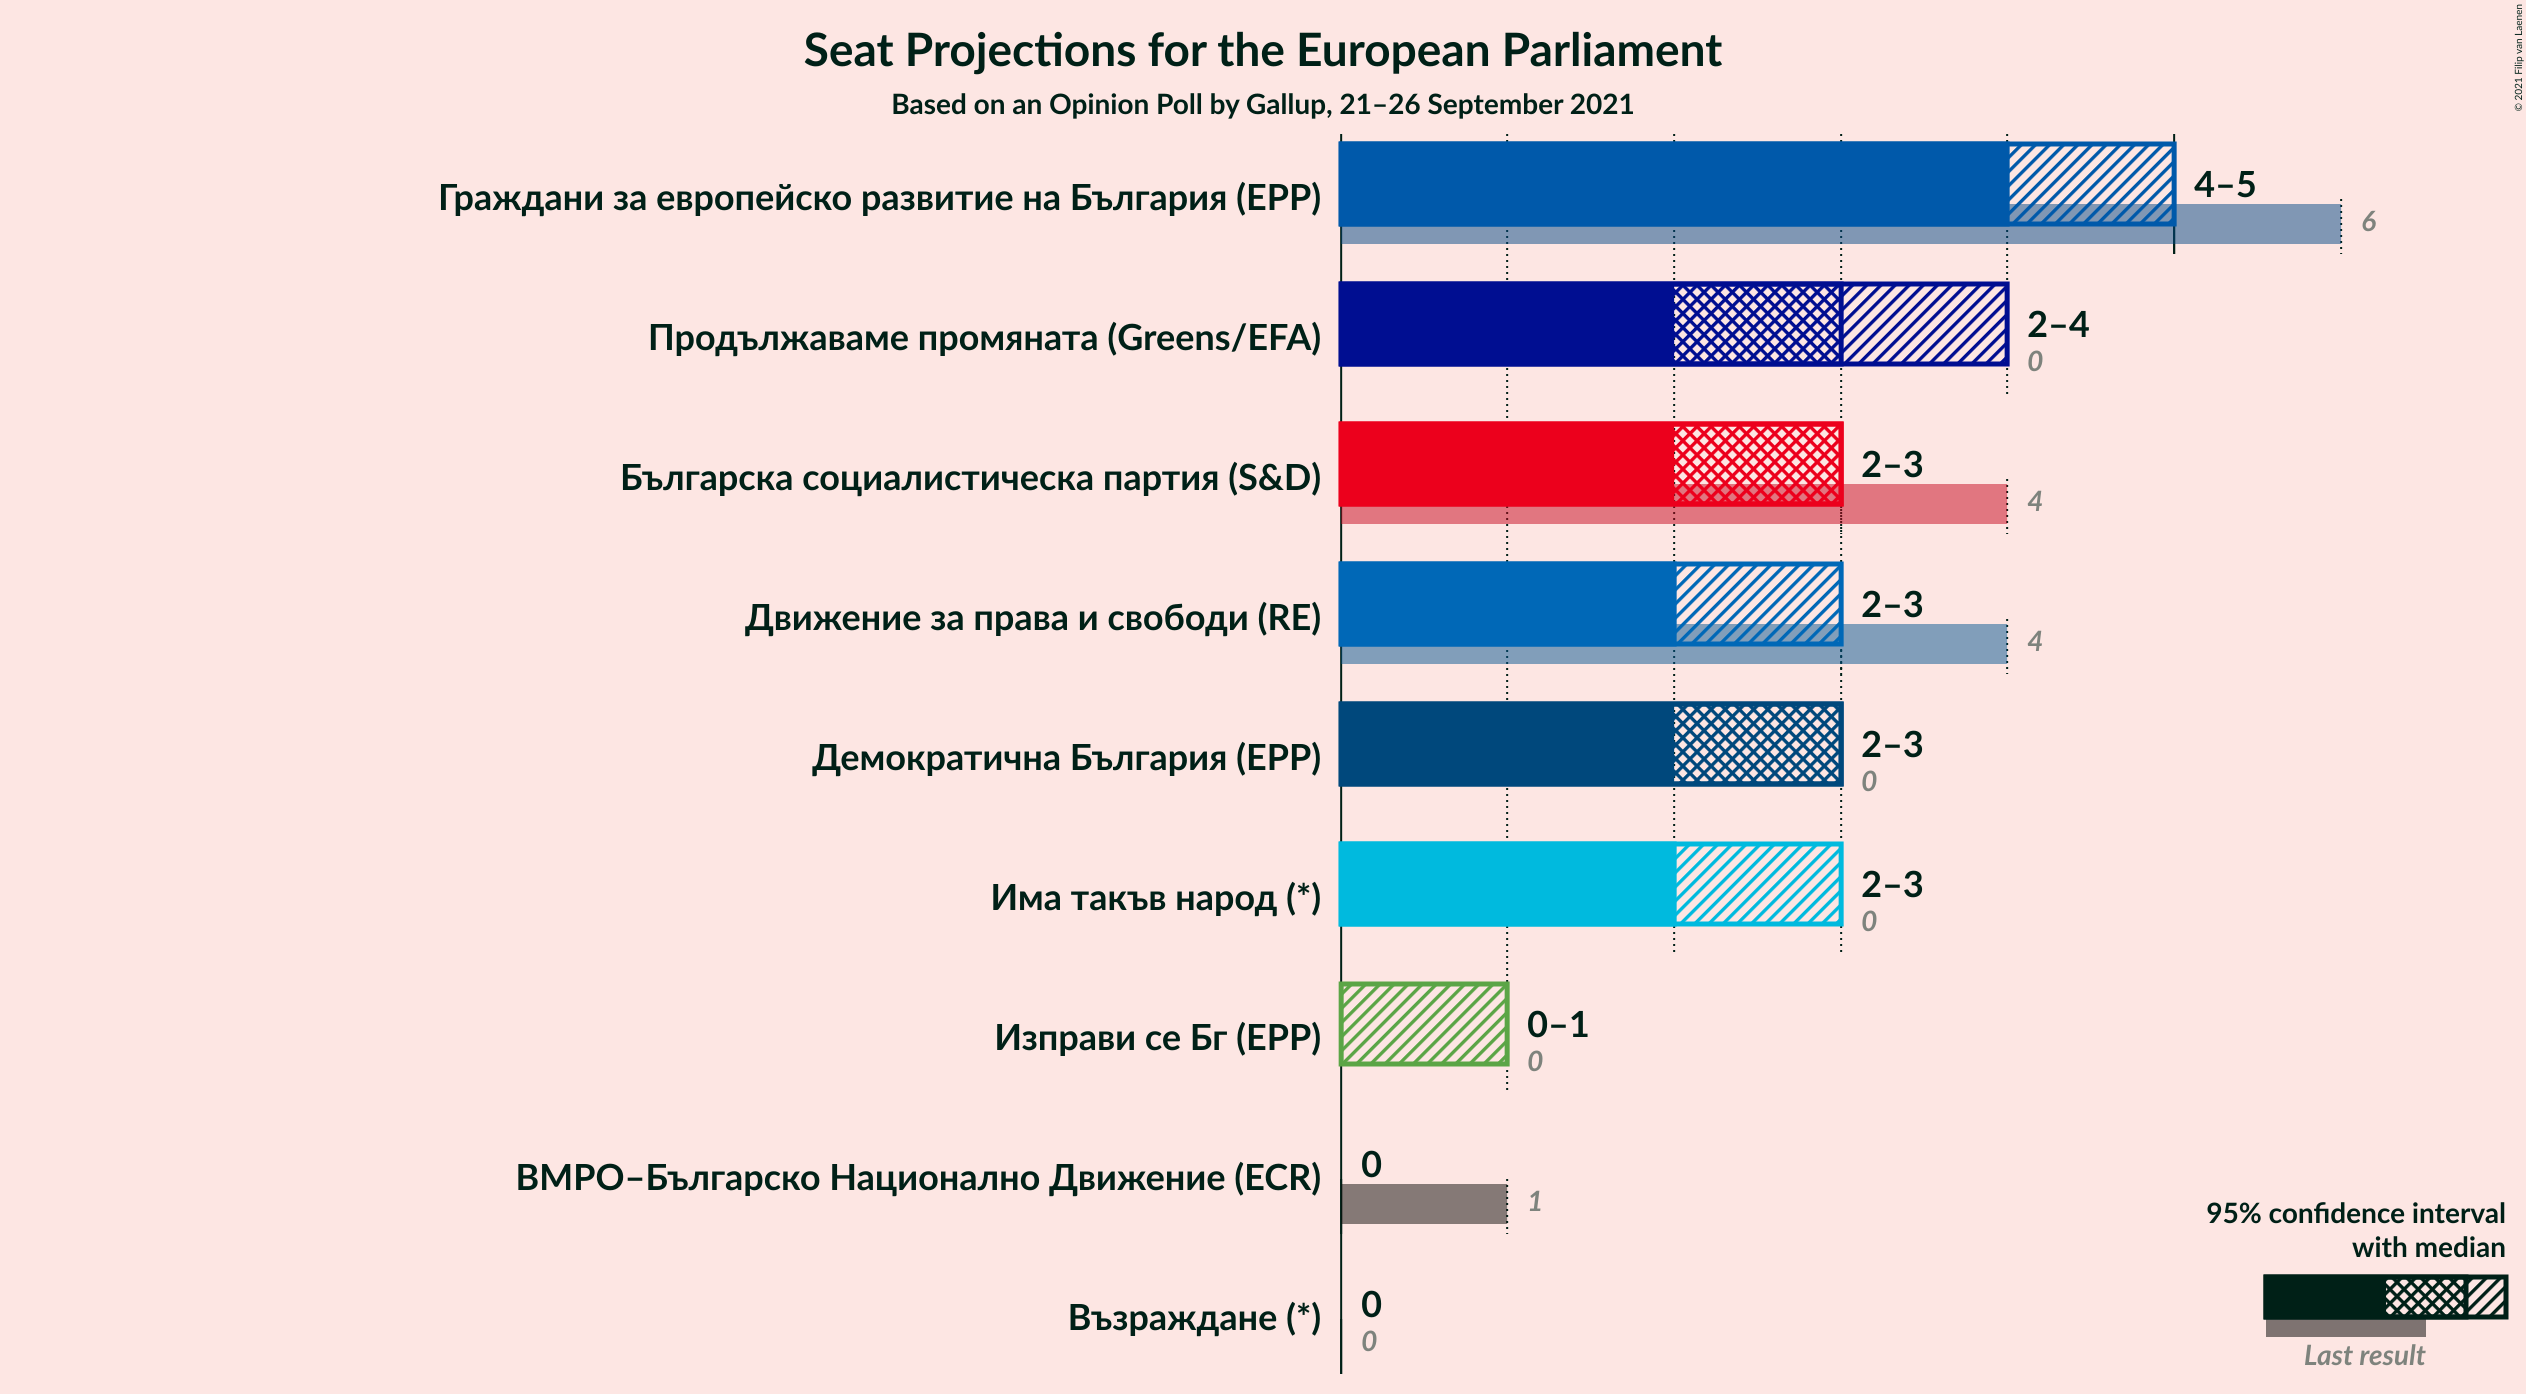 Seat Projections for the European Parliament
Based on an Opinion Poll by Gallup, 21–26 September 2021
© 2021 Filip van Laenen
Граждани за европейско развитие на България (EPP)
4–5
6
Продължаваме промяната (Greens/EFA)
2–4
0
Българска социалистическа партия (S&D)
2–3
4
Движение за права и свободи (RE)
2–3
4
Демократична България (EPP)
2–3
0
Има такъв народ (*)
2–3
0
Изправи се Бг (EPP)
0–1
0
ВМРО–Българско Национално Движение (ECR)
0
1
Възраждане (*)
0
0
95% confidence interval
with median
Last result